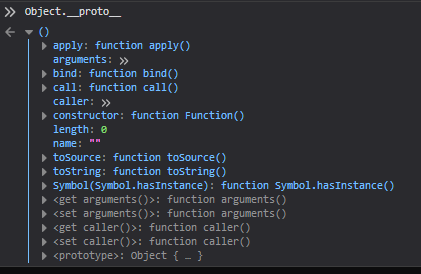 Object.__proto__
()
apply: function apply()
arguments: »
bind: function bind()
call: function call()
caller: »
constructor: function Function()
length: 0
name: ""
toSource: function toSource()
toString: function toString()
Symbol(Symbol.hasInstance): function Symbol.hasInstance()
<get arguments()>: function arguments()
<set arguments()>: function arguments()
<get caller()>: function caller()
<set caller()>: function caller()
<prototype>: Object { … }